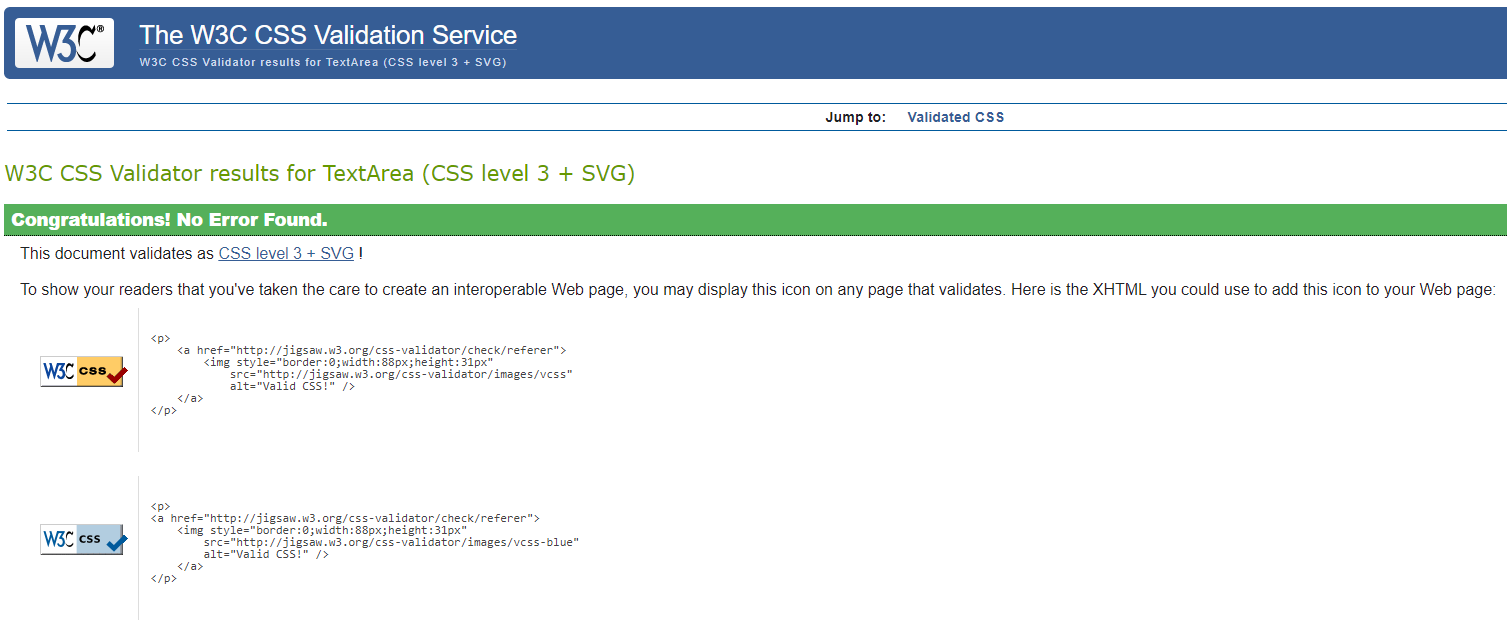 W3C®
The W3C CSS Validation Service
W3C CSS Validator results for TextArea (CSS level 3 + SVG)
Jump to: Validated CSS
W3C CSS Validator results for TextArea (CSS level 3 + SVG)
Congratulations! No Error Found.
This document validates as CSS level 3 + SVG !
To show your readers that you've taken the care to create an interoperable Web page, you may display this icon on any page that validates. Here is the XHTML you could use to add this icon to your Web page:
W3C CSS
<p>
    <a href="http://jigsaw.w3.org/css-validator/check/referer">
        <img style="border:0;width:88px;height:31px"
            src="http://jigsaw.w3.org/css-validator/images/vcss"
            alt="Valid CSS!" />
    </a>
</p>
W3C CSS
<p>
<a href="http://jigsaw.w3.org/css-validator/check/referer">
    <img style="border:0;width:88px;height:31px"
        src="http://jigsaw.w3.org/css-validator/images/vcss-blue"
        alt="Valid CSS!" />
    </a>
</p>